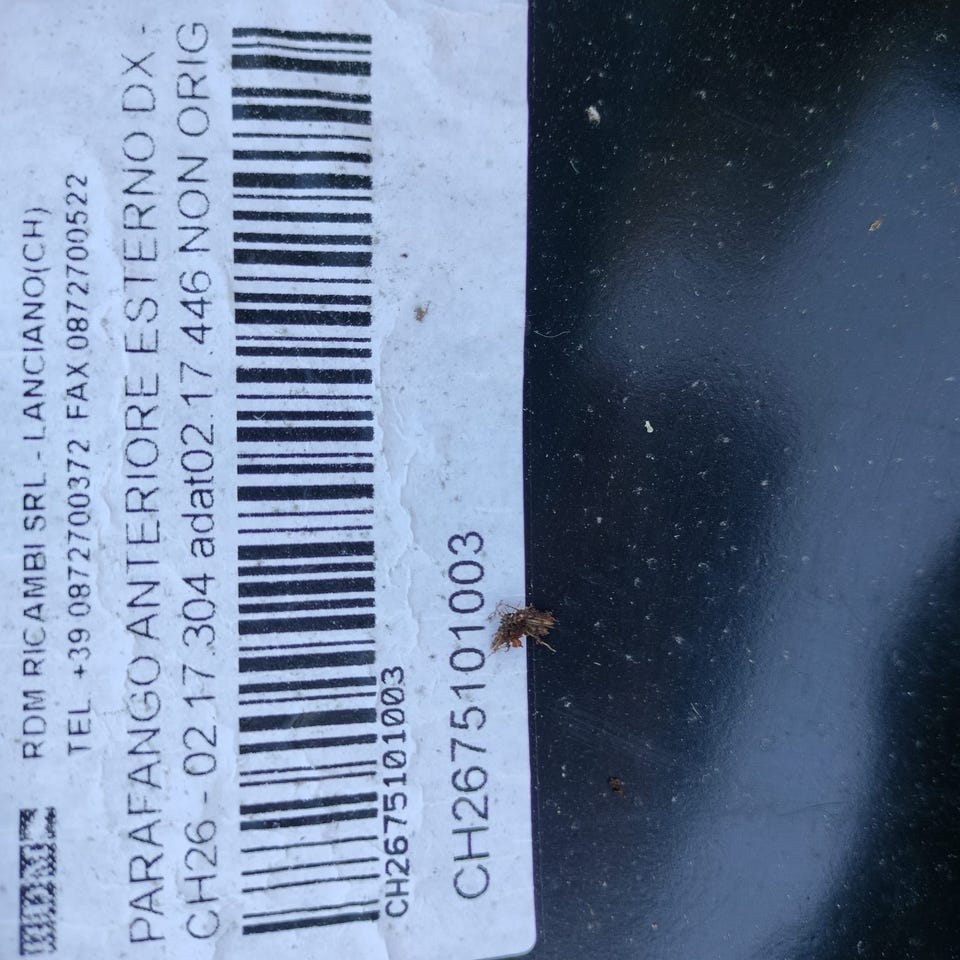 RDM RICAMBI SRL - LANCIANO(CH)
TEL. +39 0872700372 FAX 08727700522
PARAFANGO ANTERIORE ESTERNO DX -
CH26 - 02.17.304 adat02.17.446 NON ORIG
CH2675101003
CH2675101003